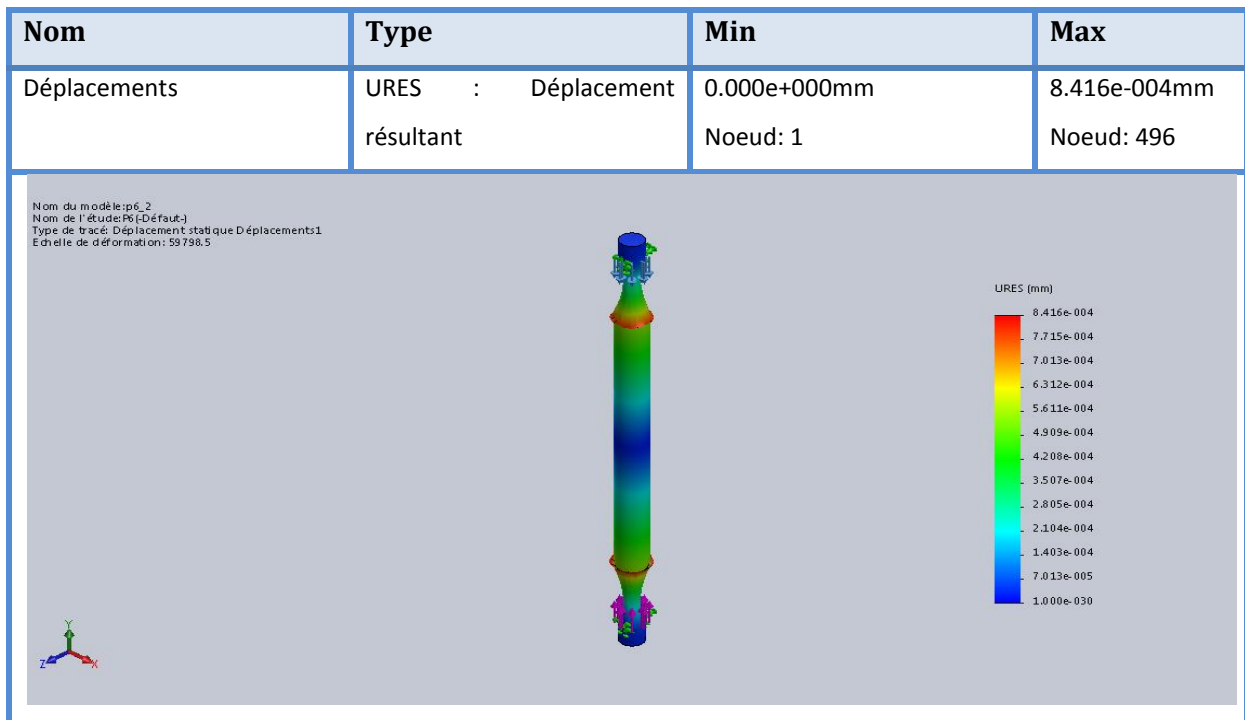 Nom Type Min Max
Déplacements URES : Déplacement résultant 0.000e+000mm Noeud: 1 8.416e-004mm Noeud: 496
Nom du modèle:p6_2
Nom de l'étude:P6(-Défaut-)
Type de tracé: Déplacement statique Déplacements1
Echelle de déformation: 59798.5
URES (mm)
8.416e-004
7.715e-004
7.013e-004
6.312e-004
5.611e-004
4.909e-004
4.208e-004
3.507e-004
2.805e-004
2.104e-004
1.403e-004
7.013e-005
1.000e-030
Y
Z
X